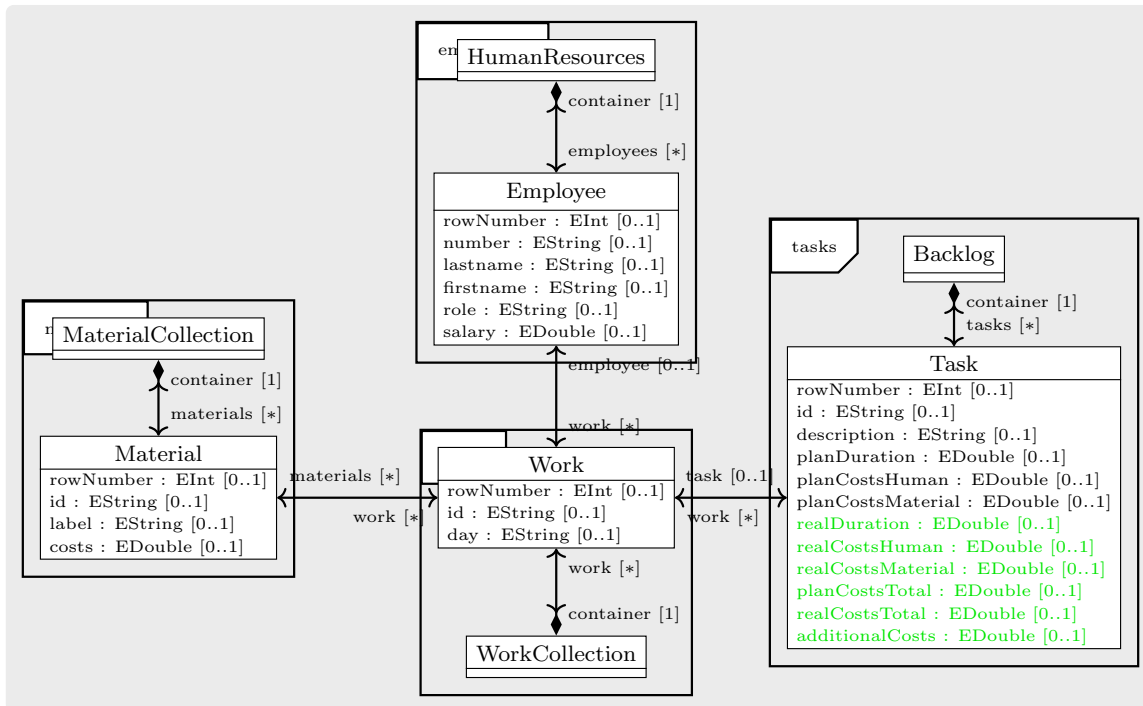 HumanResources
container [1]
employees [*]
Employee
rowNumber : EInt [0..1]
number : EString [0..1]
lastname : EString [0..1]
firstname : EString [0..1]
role : EString [0..1]
salary : EDouble [0..1]
employee [0..1]
work [*]
tasks
Backlog
container [1]
tasks [*]
Task
rowNumber : EInt [0..1]
id : EString [0..1]
description : EString [0..1]
planDuration : EDouble [0..1]
planCostsHuman : EDouble [0..1]
planCostsMaterial : EDouble [0..1]
realDuration : EDouble [0..1]
realCostsHuman : EDouble [0..1]
realCostsMaterial : EDouble [0..1]
planCostsTotal : EDouble [0..1]
realCostsTotal : EDouble [0..1]
additionalCosts : EDouble [0..1]
MaterialCollection
container [1]
materials [*]
Material
rowNumber : EInt [0..1]
id : EString [0..1]
label : EString [0..1]
costs : EDouble [0..1]
materials [*]
work [*]
Work
rowNumber : EInt [0..1]
id : EString [0..1]
day : EString [0..1]
task [0..1]
work [*]
work [*]
container [1]
WorkCollection